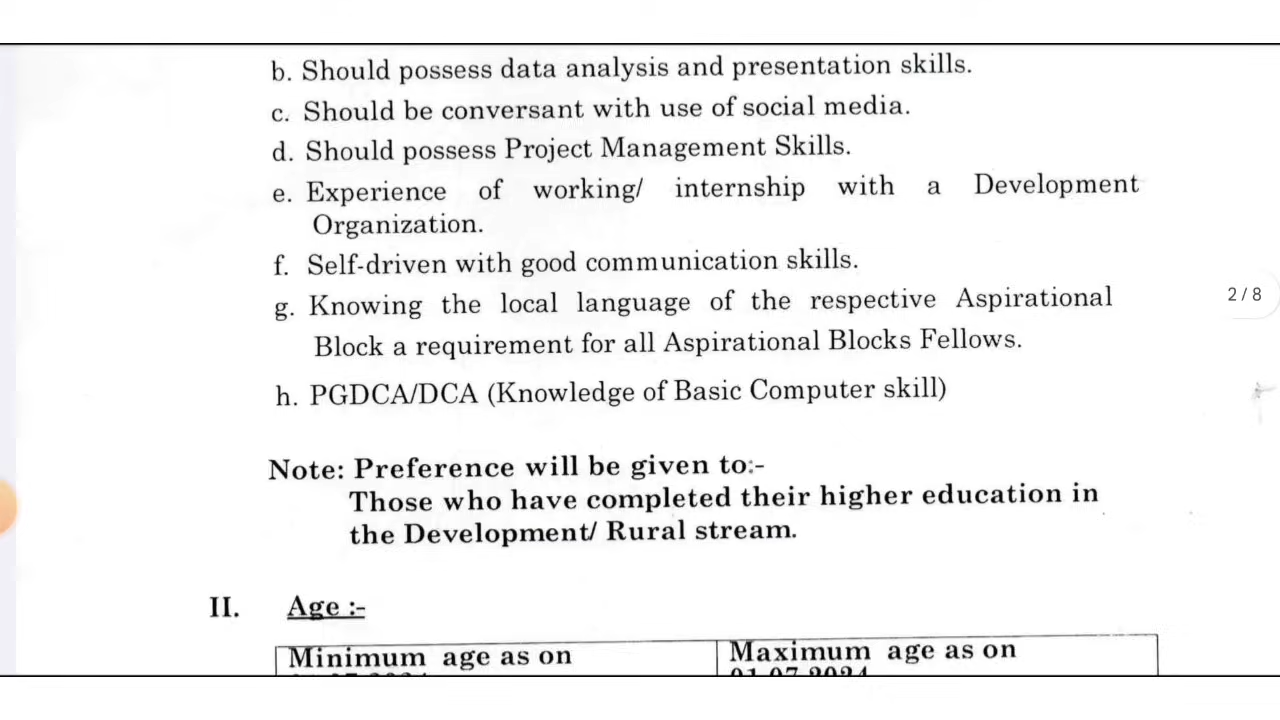 b. Should possess data analysis and presentation skills.
c. Should be conversant with use of social media.
d. Should possess Project Management Skills.
e. Experience of working/ internship with a Development
Organization.
f. Self-driven with good communication skills.
g. Knowing the local language of the respective Aspirational
Block a requirement for all Aspirational Blocks Fellows.
2 / 8
h. PGDCA/DCA (Knowledge of Basic Computer skill)
Note: Preference will be given to:-
Those who have completed their higher education in
the Development/ Rural stream.
II. Age :-
Minimum age as on
Maximum age as on
01.07.2024